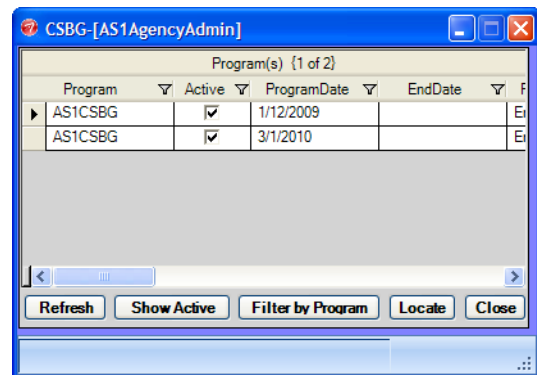 CSBG-[AS1AgencyAdmin]
Program(s) {1 of 2}
Program Active ProgramDate EndDate
AS1CSBG 1/12/2009
AS1CSBG 3/1/2010
Refresh Show Active Filter by Program Locate Close